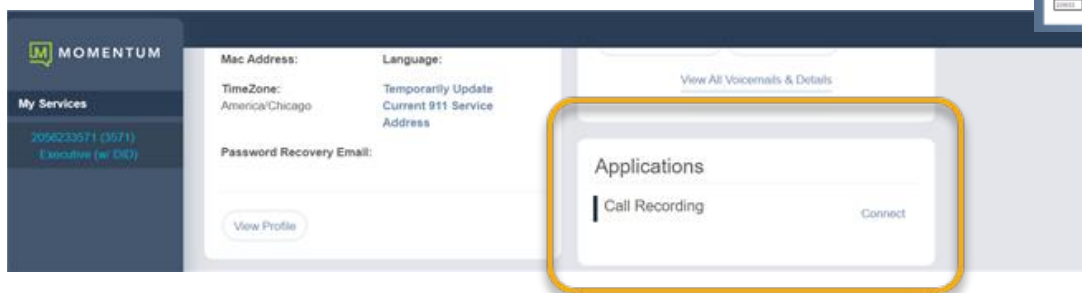 MOMENTUM
My Services
2056233571 (3571)
Executive (w/ DID)
Mac Address:
Language:
TimeZone:
America/Chicago
Temporarily Update
Current 911 Service
Address
Password Recovery Email:
View Profile
View All Voicemails & Details
Applications
Call Recording
Connect